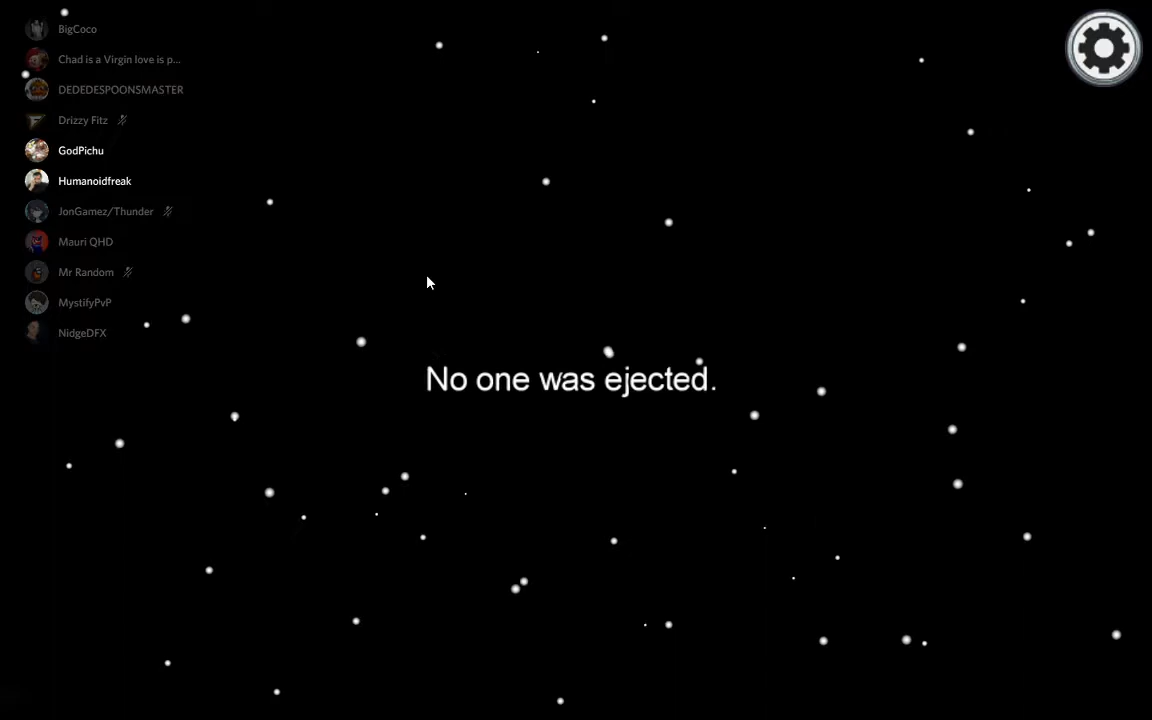 BigCoco
Chad is a Virgin love is p...
DEDEDESPOONSMASTER
Drizzy Fitz
GodPichu
Humanoidfreak
JonGamez/Thunder
Mauri QHD
Mr Random
MystifyPvP
NidgeDFX
No one was ejected.